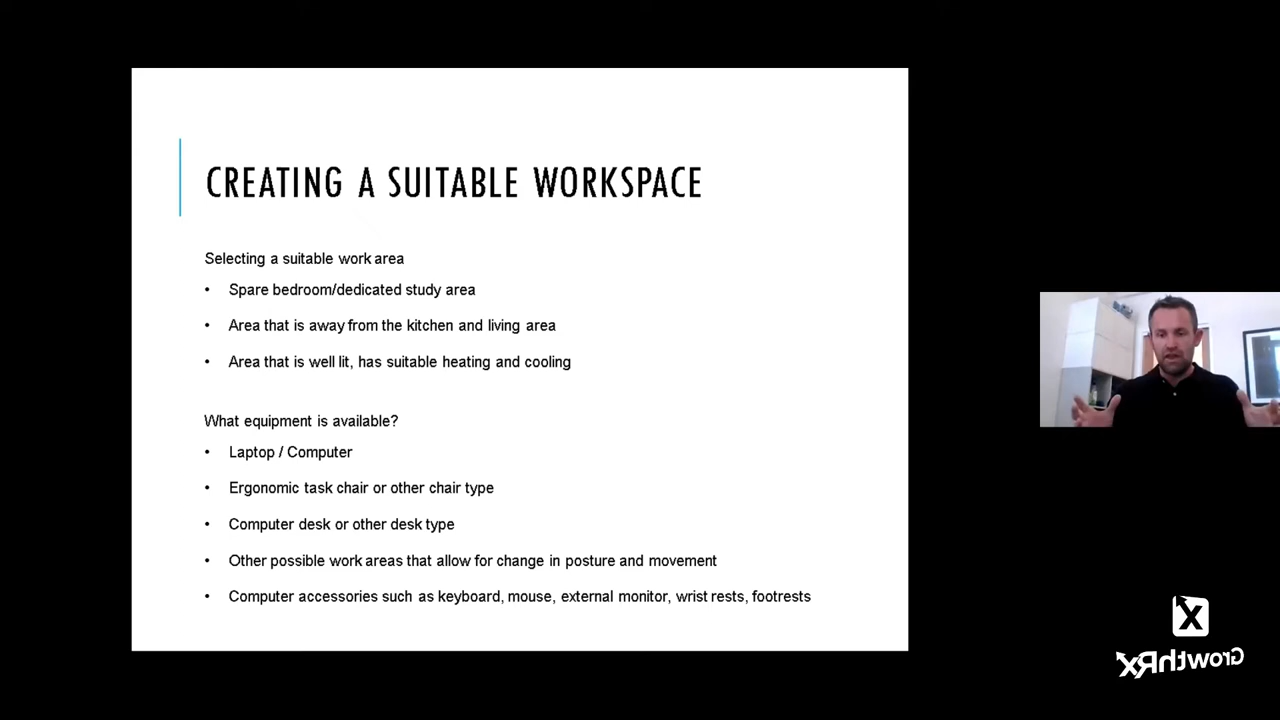 CREATING A SUITABLE WORKSPACE
Selecting a suitable work area
• Spare bedroom/dedicated study area
• Area that is away from the kitchen and living area
• Area that is well lit, has suitable heating and cooling
What equipment is available?
• Laptop / Computer
• Ergonomic task chair or other chair type
• Computer desk or other desk type
• Other possible work areas that allow for change in posture and movement
• Computer accessories such as keyboard, mouse, external monitor, wrist rests, footrests
X
GrowthRx